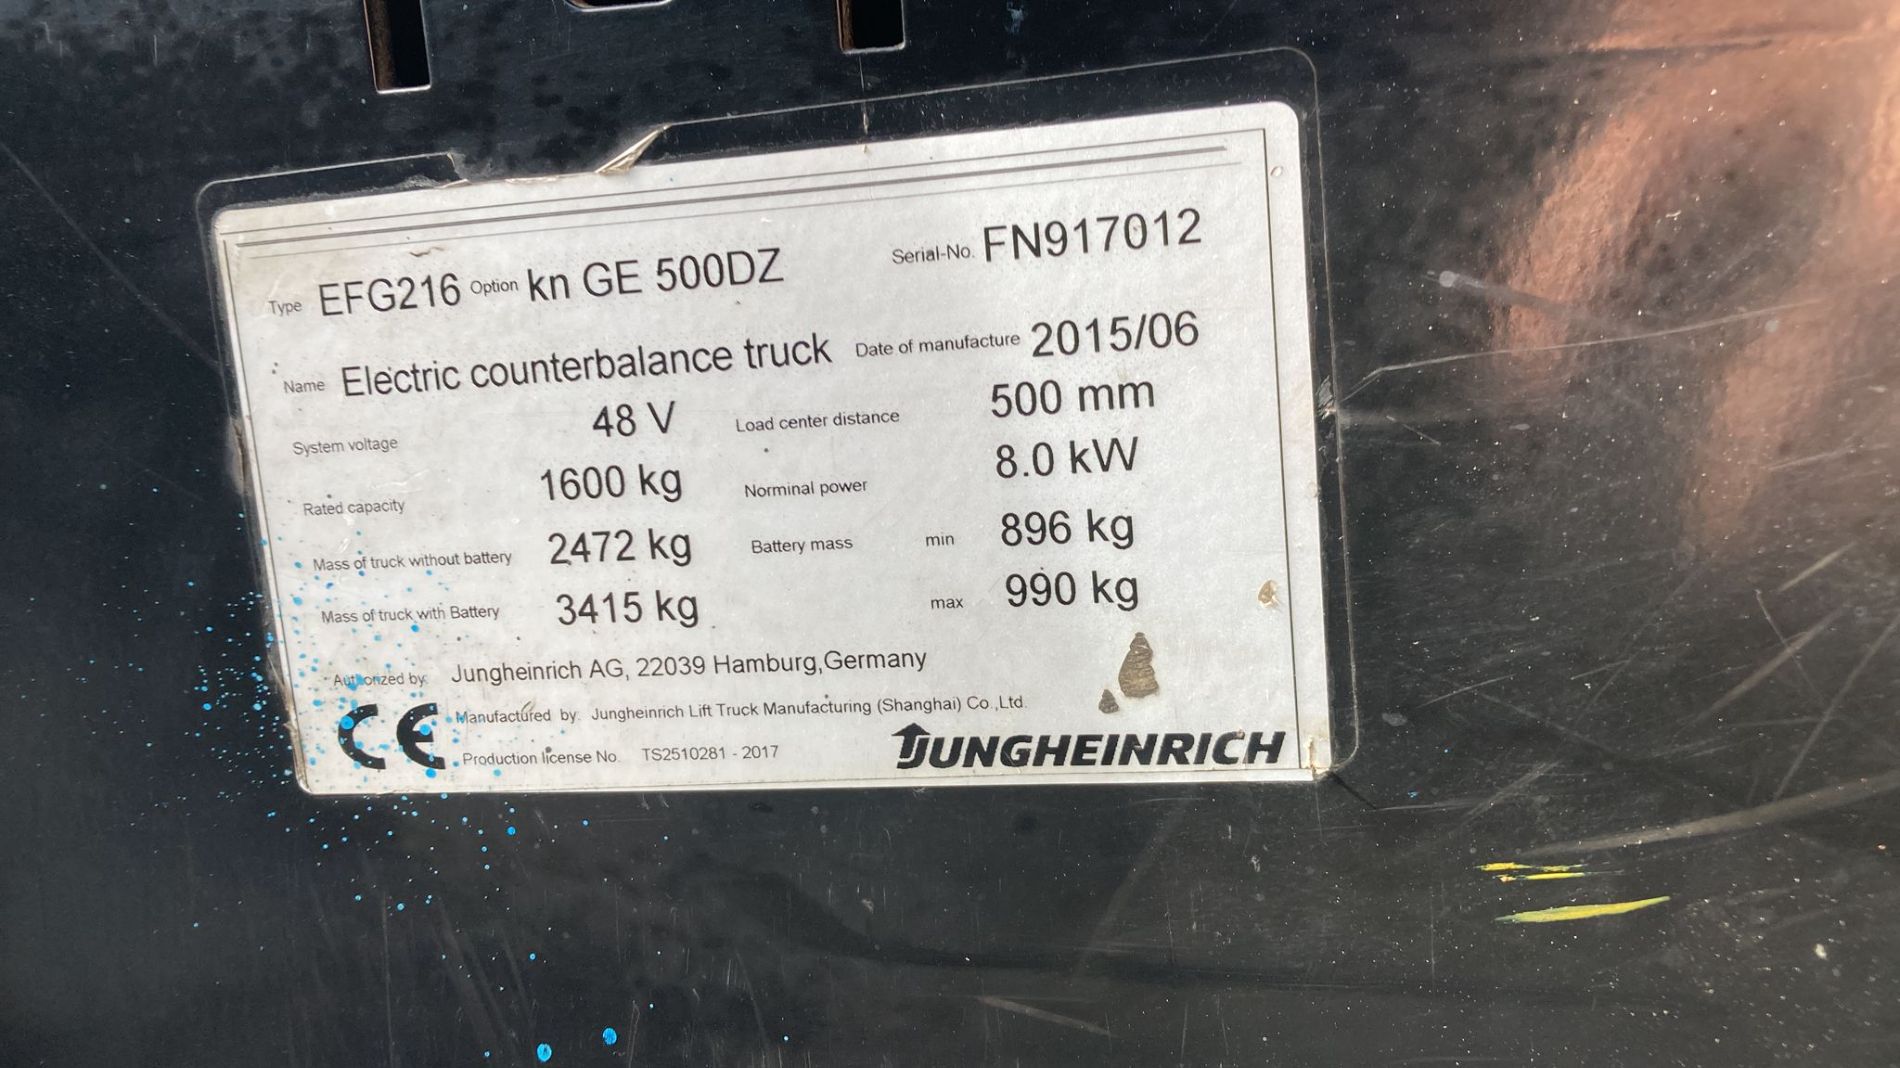 Type EFG216 Option kn GE 500DZ Serial-No. FN917012
Name Electric counterbalance truck Date of manufacture 2015/06
System voltage 48 V Load center distance 500 mm
Rated capacity 1600 kg Norminal power 8.0 kW
Mass of truck without battery 2472 kg Battery mass min 896 kg
Mass of truck with Battery 3415 kg max 990 kg
Authorized by: Jungheinrich AG, 22039 Hamburg,Germany
CE Manufactured by: Jungheinrich Lift Truck Manufacturing (Shanghai) Co.,Ltd.
Production license No. TS2510281 - 2017 JUNGHEINRICH